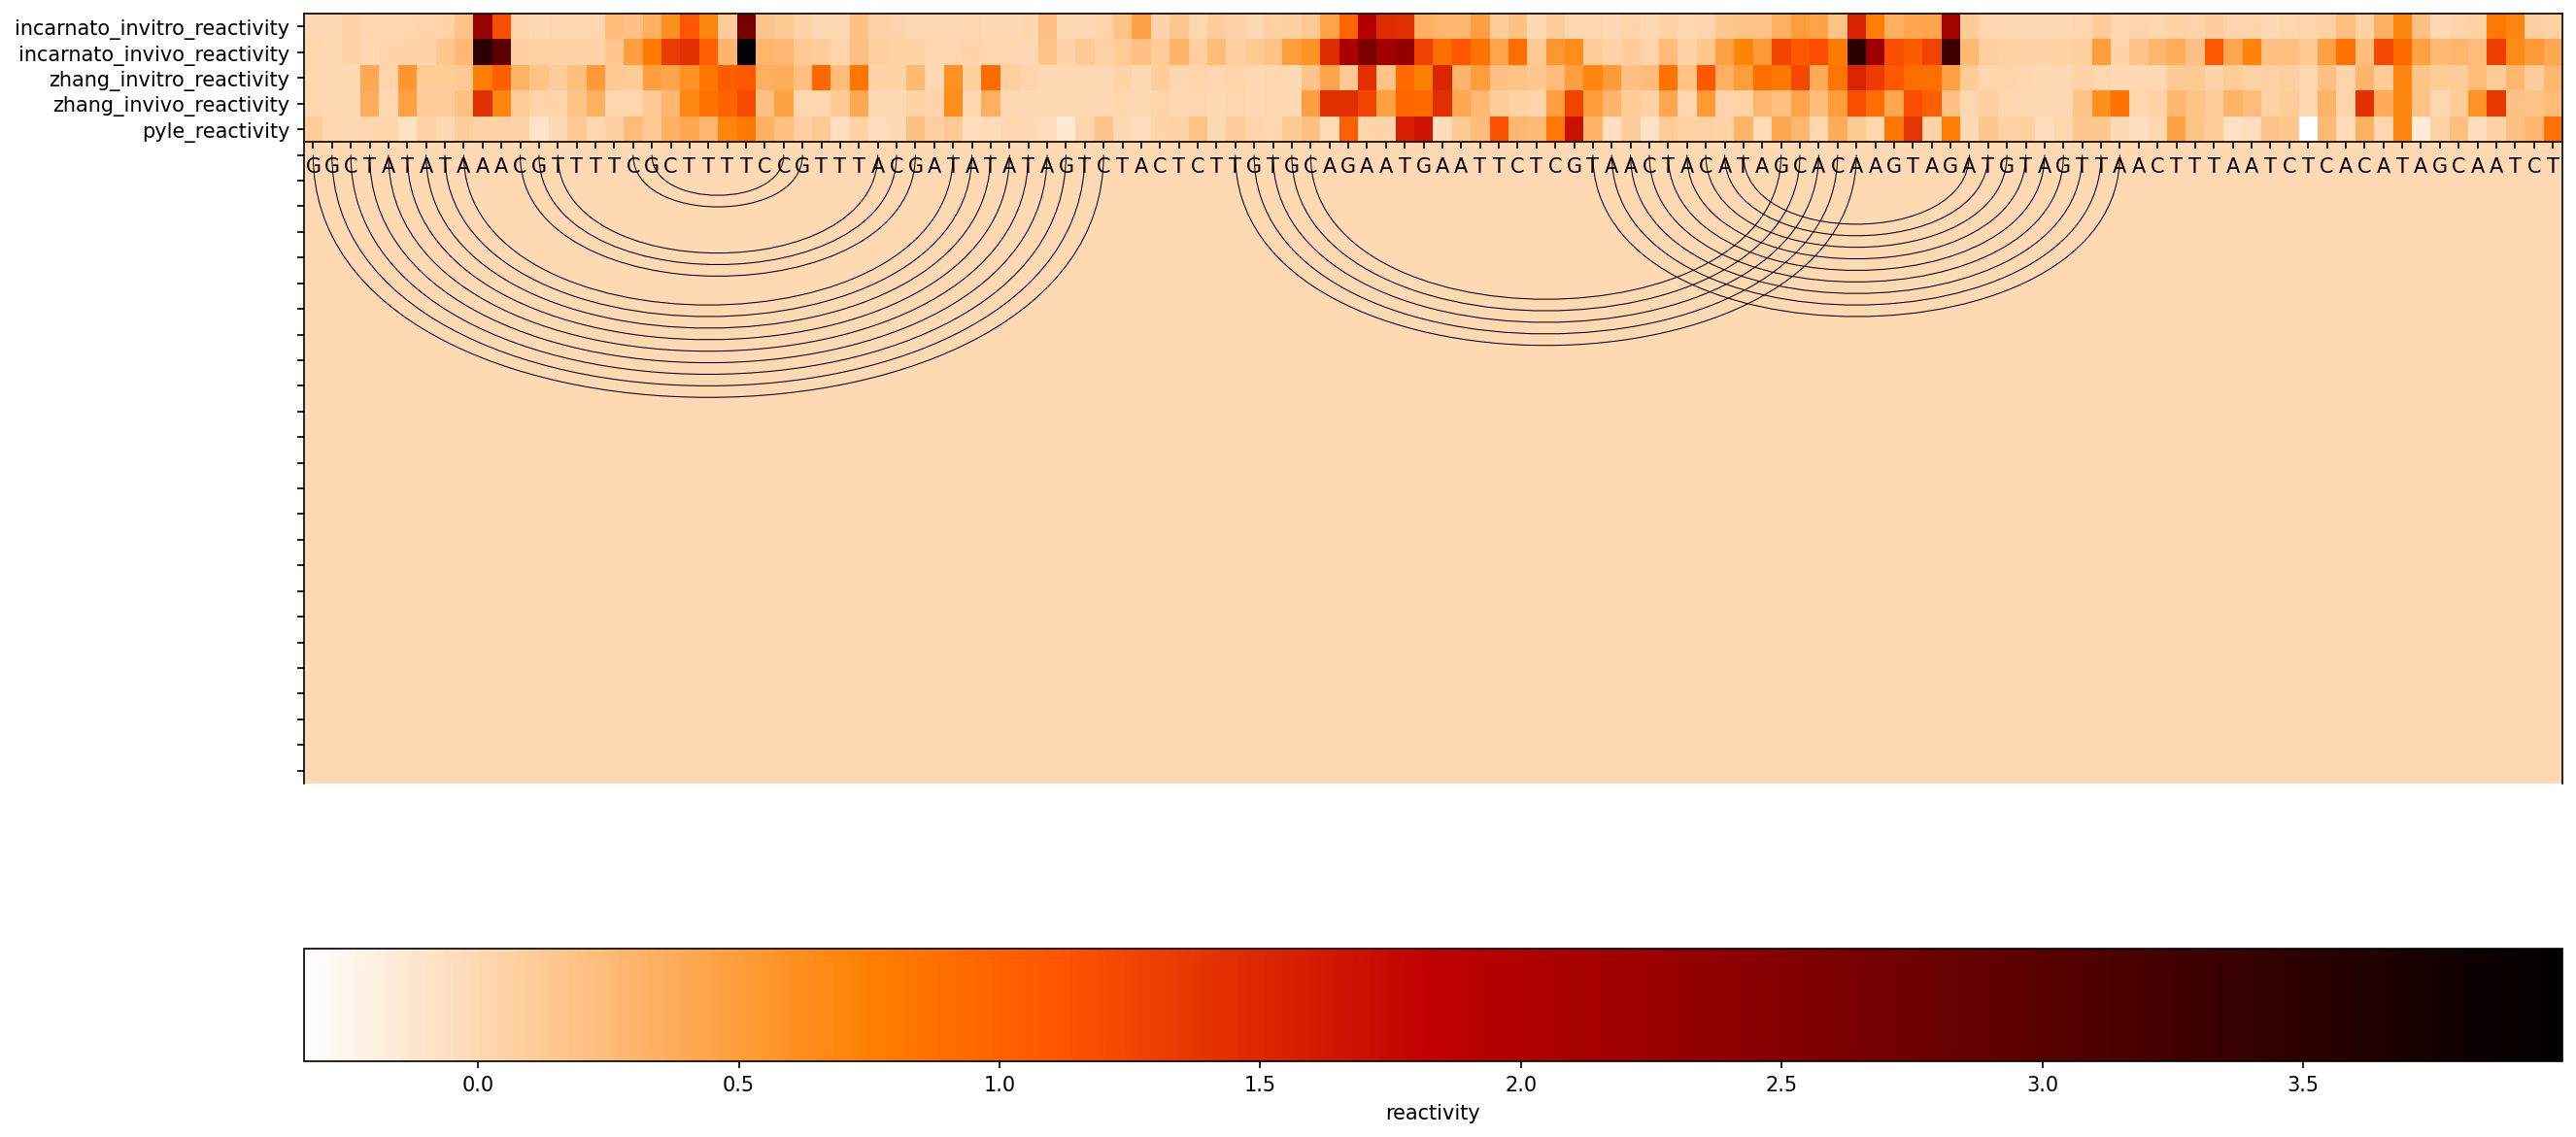 incarnato_invitro_reactivity
incarnato_invivo_reactivity
zhang_invitro_reactivity
zhang_invivo_reactivity
pyle_reactivity
G G C T A T A T A A A C G T T T T C G C T T T T C C G T T T A C G A T A T A T A G T C T A C T C T T G T G C A G A A T G A A T T C T C G T A A C T A C A T A G C A C A A G T A G A T G T A G T T A A C T T T A A T C T C A C A T A G C A A T C T
0.0 0.5 1.0 1.5 2.0 2.5 3.0 3.5
reactivity